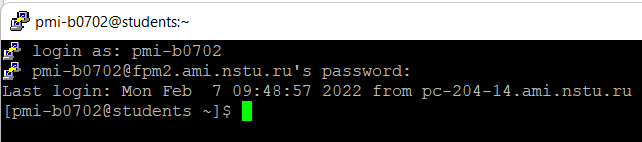 pmi-b0702@students:~
login as: pmi-b0702
pmi-b0702@fpm2.ami.nstu.ru's password:
Last login: Mon Feb  7 09:48:57 2022 from pc-204-14.ami.nstu.ru
[pmi-b0702@students ~]$